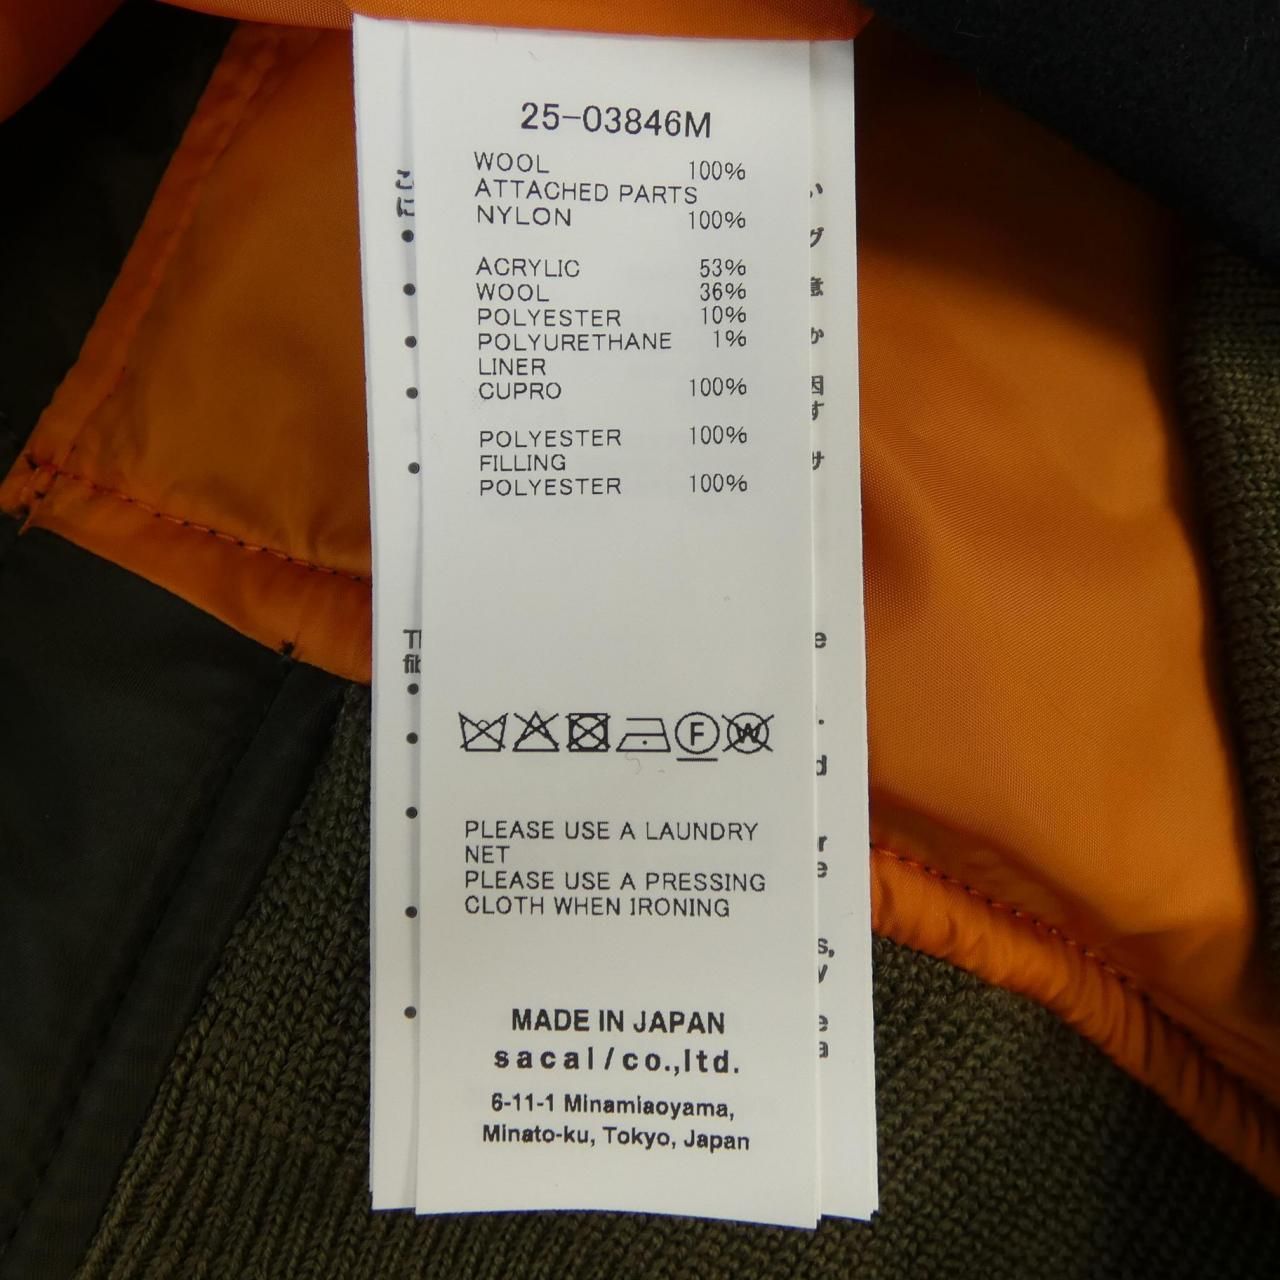 25-03846M
WOOL 100%
ATTACHED PARTS
NYLON 100%
ACRYLIC 53%
WOOL 36%
POLYESTER 10%
POLYURETHANE 1%
LINER
CUPRO 100%
POLYESTER 100%
FILLING
POLYESTER 100%
F
W
PLEASE USE A LAUNDRY
NET
PLEASE USE A PRESSING
CLOTH WHEN IRONING
MADE IN JAPAN
sacai/co.,ltd.
6-11-1 Minamiaoyama,
Minato-ku, Tokyo, Japan